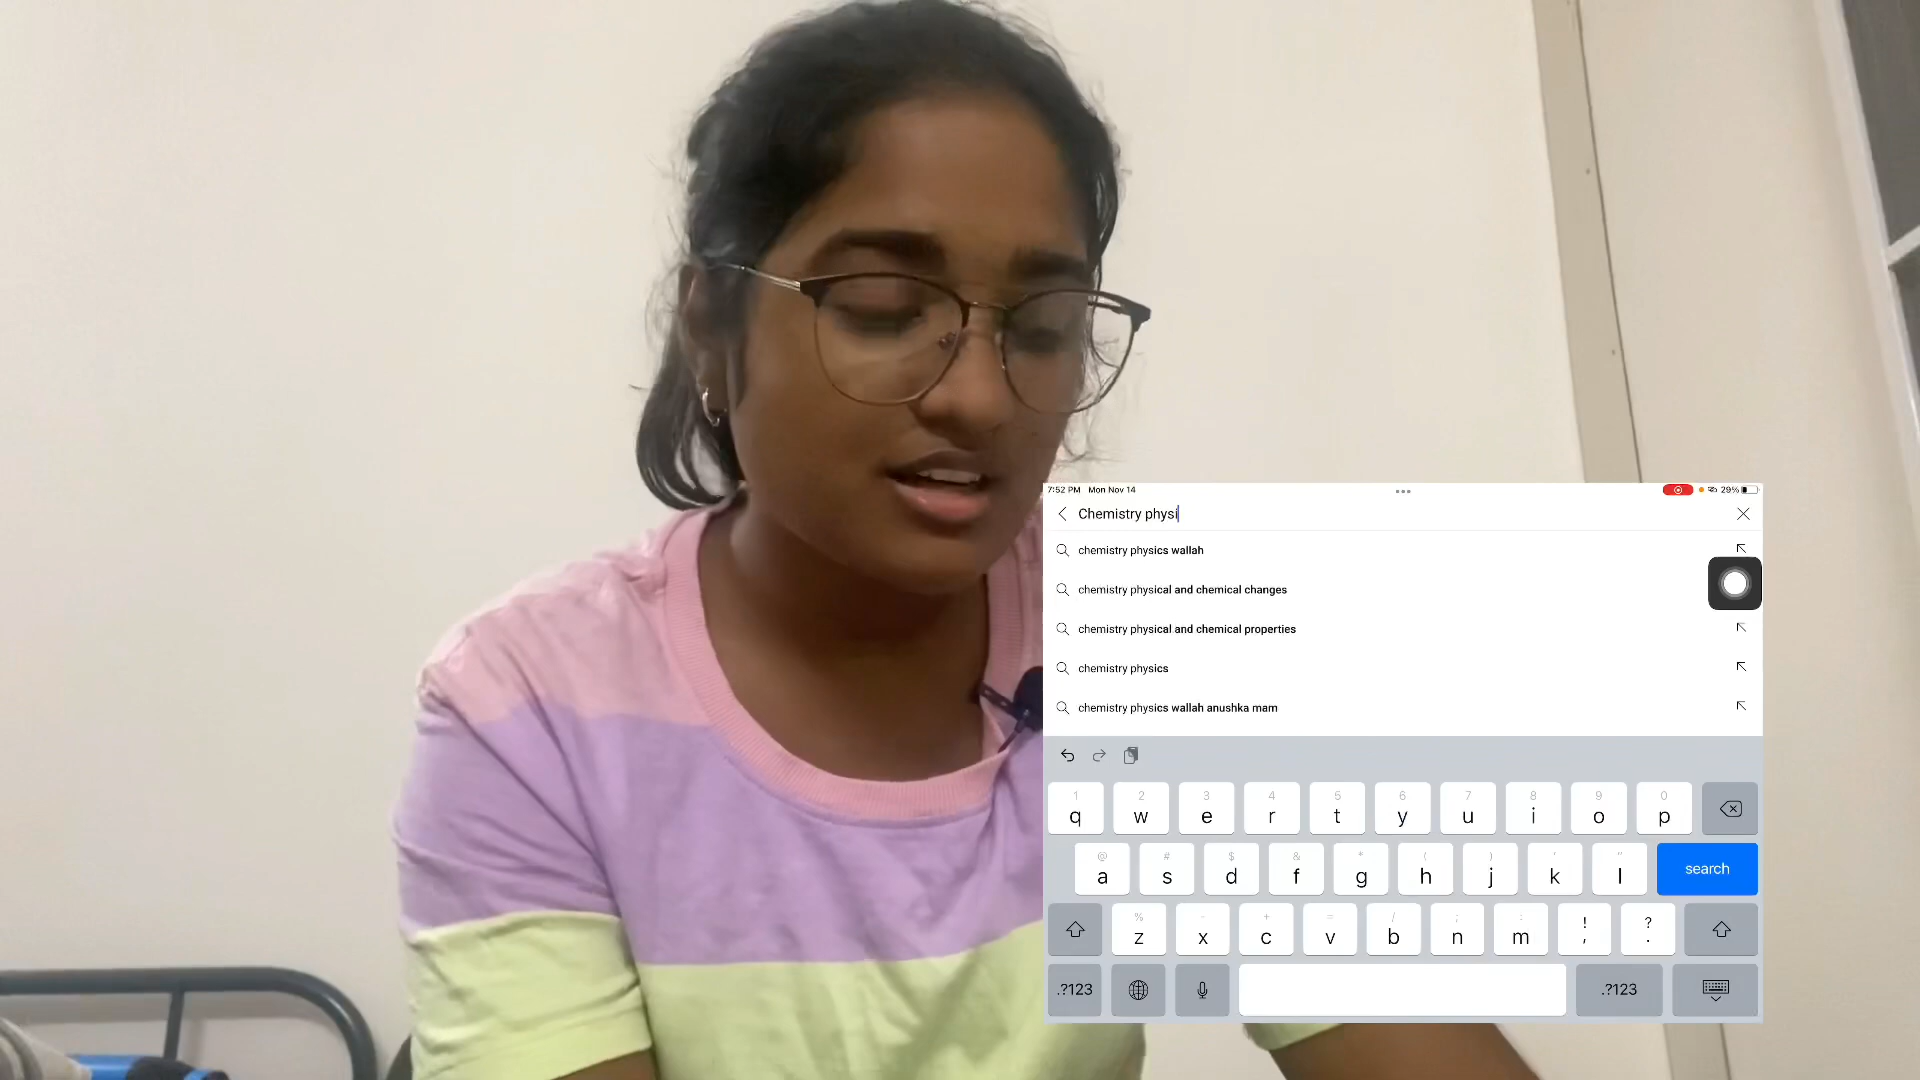 7:52 PM Mon Nov 14
29%
Chemistry physi
chemistry physics wallah
chemistry physical and chemical changes
chemistry physical and chemical properties
chemistry physics
chemistry physics wallah anushka mam
1 2 3 4 5 6 7 8 9 0
q w e r t y u i o p
@ # $ & * ( ) ' "
a s d f g h j k l
search
% - + = / ; : ! ?
z x c v b n m , .
.?123
.?123